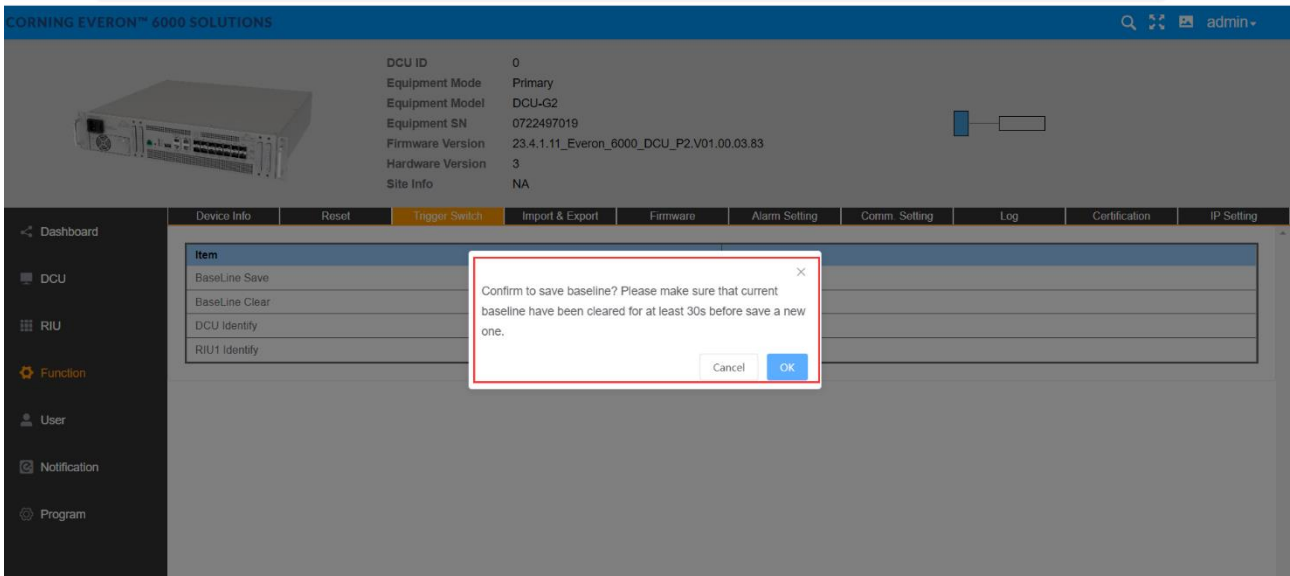 CORNING EVERON™ 6000 SOLUTIONS
admin
DCU ID 0
Equipment Mode Primary
Equipment Model DCU-G2
Equipment SN 0722497019
Firmware Version 23.4.1.11_Everon_6000_DCU_P2.V01.00.03.83
Hardware Version 3
Site Info NA
Device Info Reset Trigger Switch Import & Export Firmware Alarm Setting Comm. Setting Log Certification IP Setting
Dashboard
DCU
RIU
Function
User
Notification
Program
Item
BaseLine Save
BaseLine Clear
DCU Identify
RIU1 Identify
Confirm to save baseline? Please make sure that current
baseline have been cleared for at least 30s before save a new
one.
Cancel OK